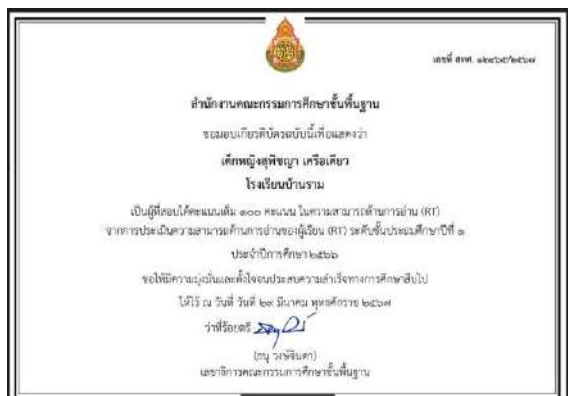 เลขที่ สพฐ.
สำนักงานคณะกรรมการศึกษาขั้นพื้นฐาน
ขอมอบเกียรติบัตรฉบับนี้เพื่อแสดงว่า
เด็กหญิงสุพิชญา เครือเคียว
โรงเรียนบ้านราม
เป็นผู้ที่สอบได้คะแนนเต็ม ๑๐๐ คะแนน ในความสามารถด้านการอ่าน (RT)
จากการประเมินความสามารถด้านการอ่านของผู้เรียน (RT) ระดับชั้นประถมศึกษาปีที่ ๑
ประจำปีการศึกษา ๒๕๖๖
ขอให้มีความมุ่งมั่นและตั้งใจจนประสบความสำเร็จทางการศึกษาสืบไป
ให้ไว้ ณ วันที่ วันที่ ๒๙ มีนาคม พุทธศักราช ๒๕๖๗
ว่าที่ร้อยตรี
(ธนุ วงษ์จินดา)
เลขาธิการคณะกรรมการศึกษาขั้นพื้นฐาน